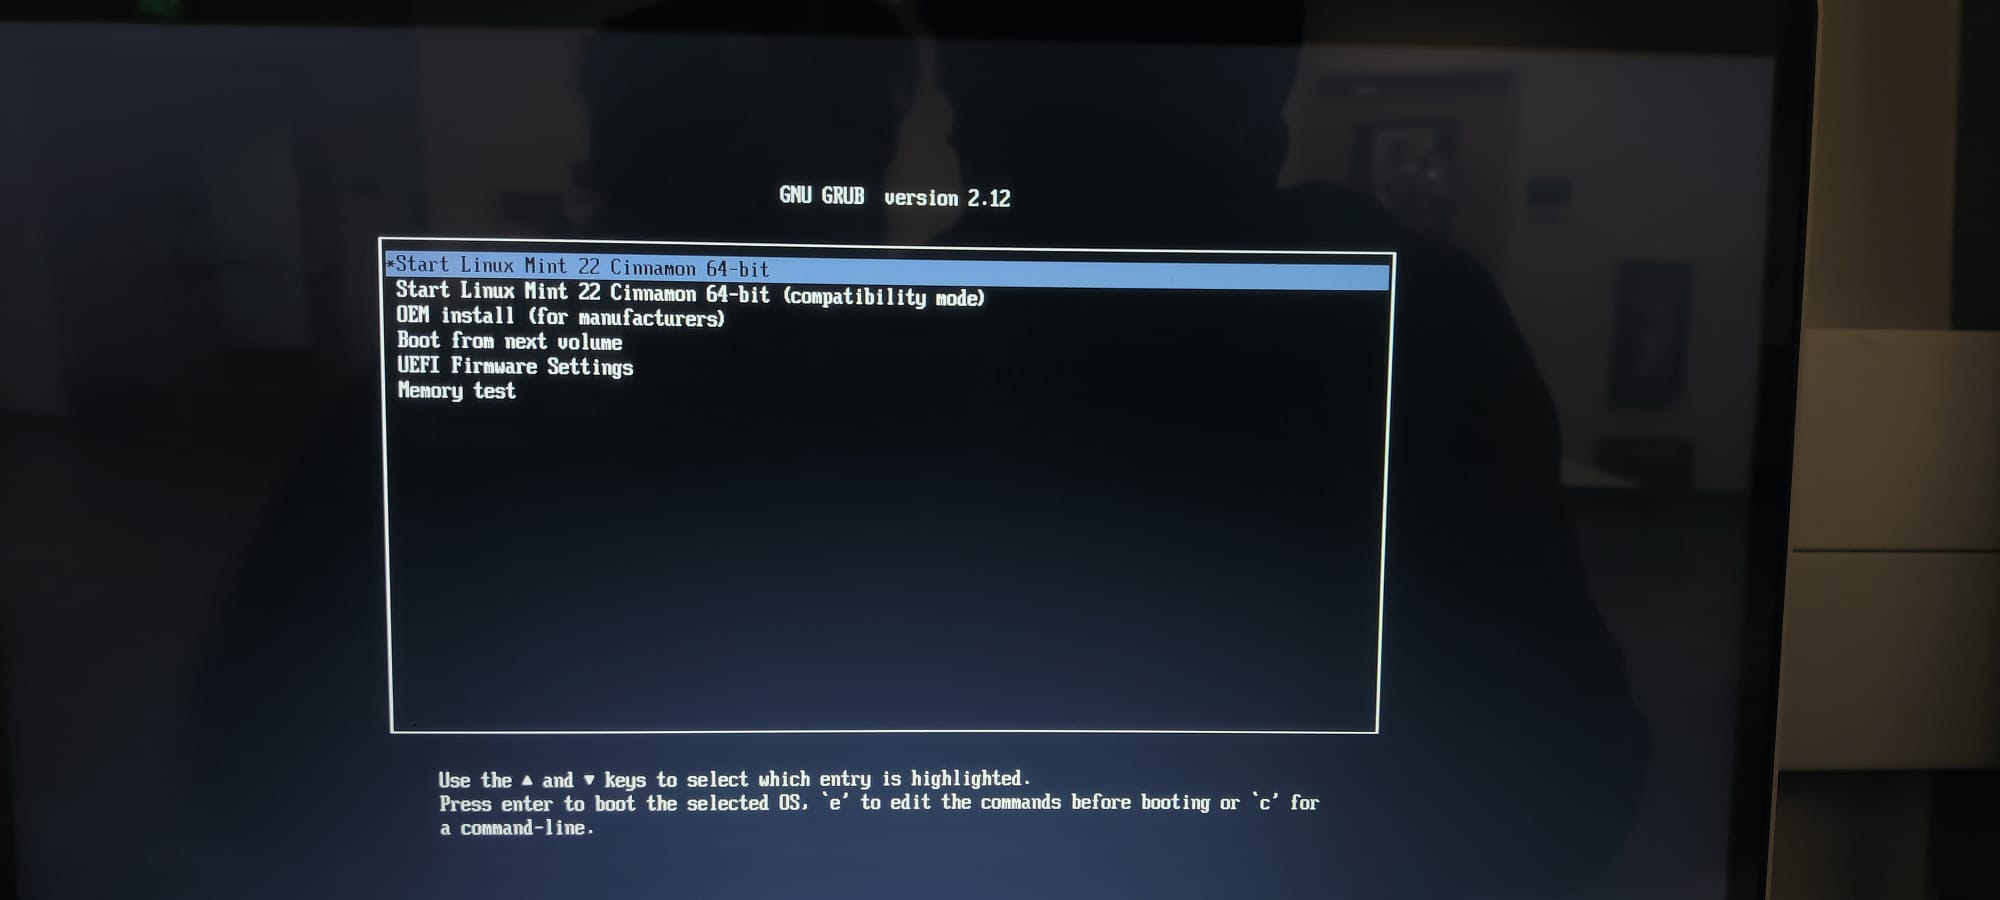 GNU GRUB version 2.12
*Start Linux Mint 22 Cinnamon 64-bit
Start Linux Mint 22 Cinnamon 64-bit (compatibility mode)
OEM install (for manufacturers)
Boot from next volume
UEFI Firmware Settings
Memory test
Use the ▲ and ▼ keys to select which entry is highlighted.
Press enter to boot the selected OS, `e' to edit the commands before booting or `c' for
a command-line.